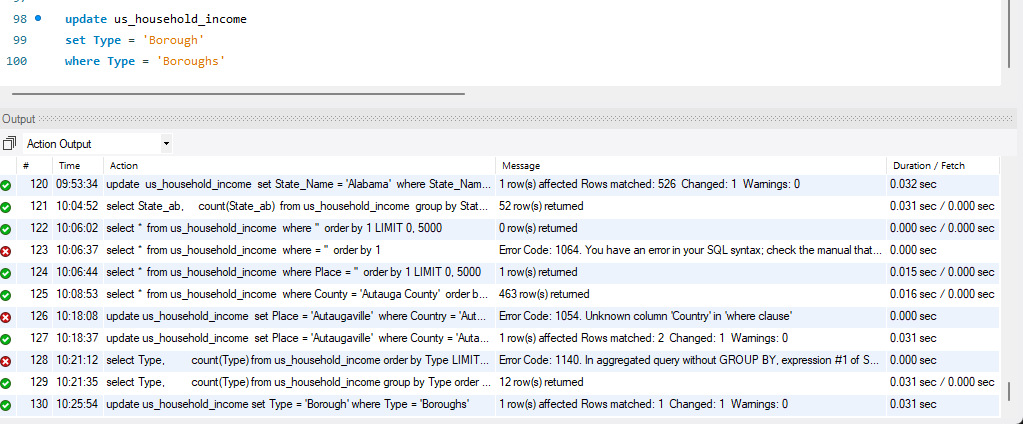 98 update us_household_income
99 set Type = 'Borough'
100 where Type = 'Boroughs'
Output
Action Output
# Time Action Message Duration / Fetch
120 09:53:34 update us_household_income set State_Name = 'Alabama' where State_Nam... 1 row(s) affected Rows matched: 526 Changed: 1 Warnings: 0 0.032 sec
121 10:04:52 select State_ab, count(State_ab) from us_household_income group by Stat... 52 row(s) returned 0.031 sec / 0.000 sec
122 10:06:02 select * from us_household_income where '' order by 1 LIMIT 0, 5000 0 row(s) returned 0.000 sec / 0.000 sec
123 10:06:37 select * from us_household_income where = '' order by 1 Error Code: 1064. You have an error in your SQL syntax; check the manual that... 0.000 sec
124 10:06:44 select * from us_household_income where Place = '' order by 1 LIMIT 0, 5000 1 row(s) returned 0.015 sec / 0.000 sec
125 10:08:53 select * from us_household_income where County = 'Autauga County' order b... 463 row(s) returned 0.016 sec / 0.000 sec
126 10:18:08 update us_household_income set Place = 'Autaugaville' where Country = 'Aut... Error Code: 1054. Unknown column 'Country' in 'where clause' 0.000 sec
127 10:18:37 update us_household_income set Place = 'Autaugaville' where County = 'Auta... 1 row(s) affected Rows matched: 2 Changed: 1 Warnings: 0 0.031 sec
128 10:21:12 select Type, count(Type) from us_household_income order by Type LIMIT... Error Code: 1140. In aggregated query without GROUP BY, expression #1 of S... 0.000 sec
129 10:21:35 select Type, count(Type) from us_household_income group by Type order ... 12 row(s) returned 0.031 sec / 0.000 sec
130 10:25:54 update us_household_income set Type = 'Borough' where Type = 'Boroughs' 1 row(s) affected Rows matched: 1 Changed: 1 Warnings: 0 0.031 sec